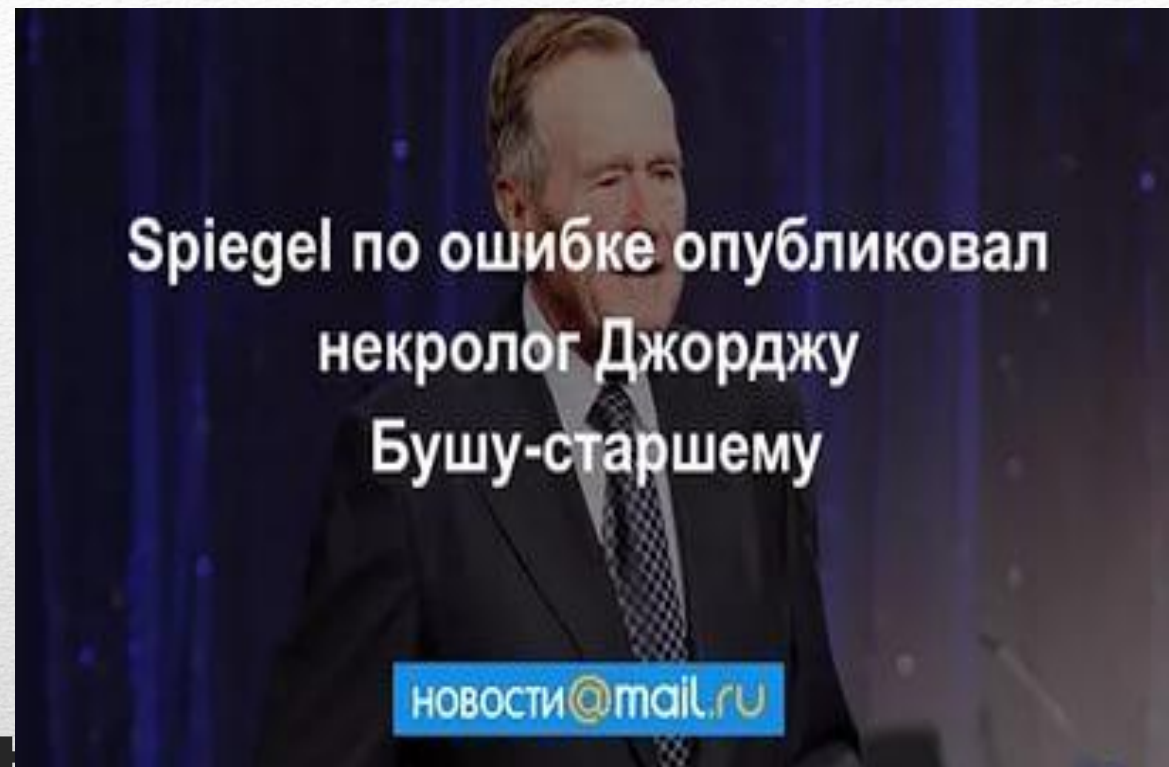 Spiegel по ошибке опубликовал
некролог Джорджу
Бушу-старшему
новости@mail.ru